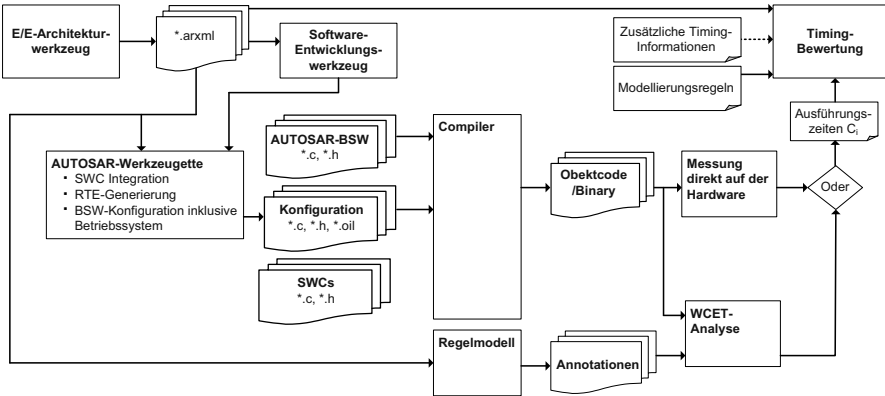 E/E-Architektur-
werkzeug
*.arxml
Software-
Entwicklungs-
werkzeug
Zusätzliche Timing-
Informationen
Modellierungsregeln
Timing-
Bewertung
Ausführungs-
zeiten Ci
AUTOSAR-Werkzeugette
▪ SWC Integration
▪ RTE-Generierung
▪ BSW-Konfiguration inklusive
Betriebssystem
AUTOSAR-BSW
*.c, *.h
Konfiguration
*.c, *.h, *.oil
SWCs
*.c, *.h
Compiler
Obektcode
/Binary
Messung
direkt auf der
Hardware
Oder
WCET-
Analyse
Regelmodell
Annotationen